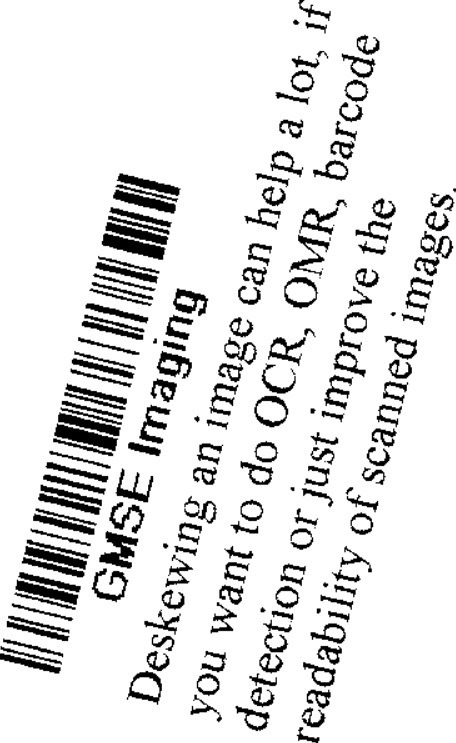 GMSE Imaging
Deskewing an image can help a lot, if
you want to do OCR, OMR, barcode
detection or just improve the
readability of scanned images.